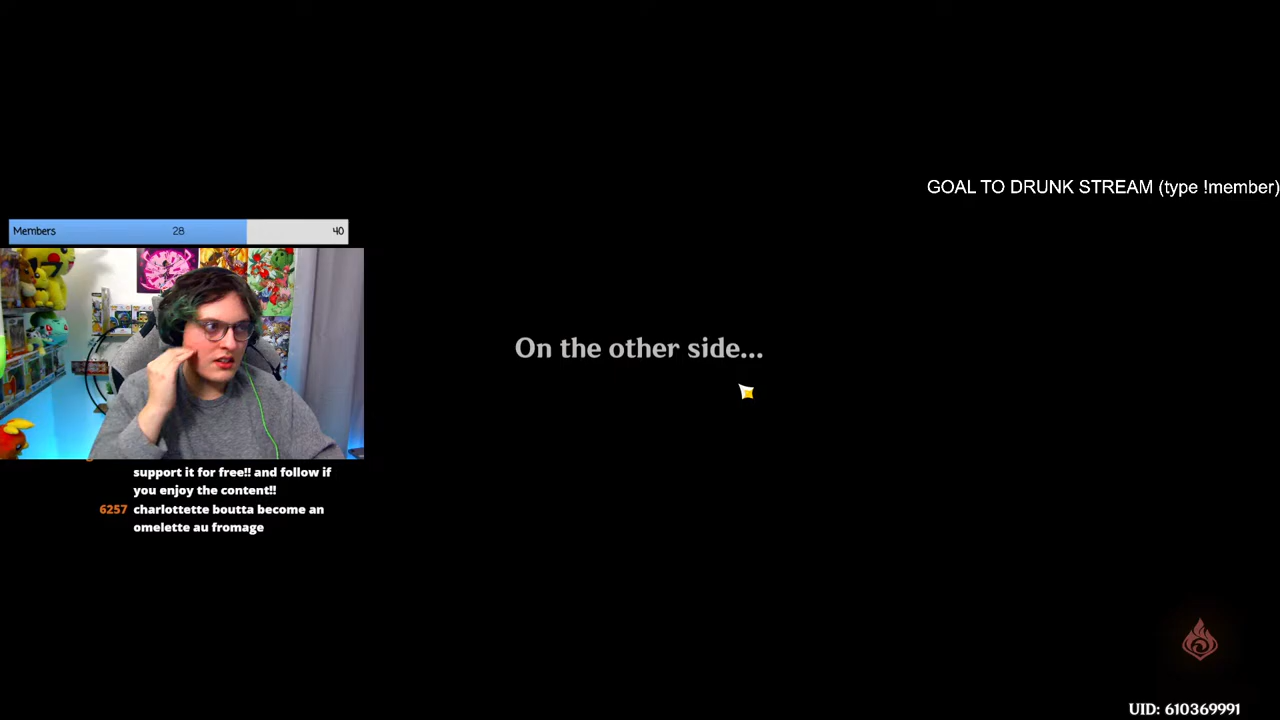 GOAL TO DRUNK STREAM (type !member)
Members 28 40
On the other side...
support it for free!! and follow if
you enjoy the content!!
6257 charlottette boutta become an
omelette au fromage
UID: 610369991